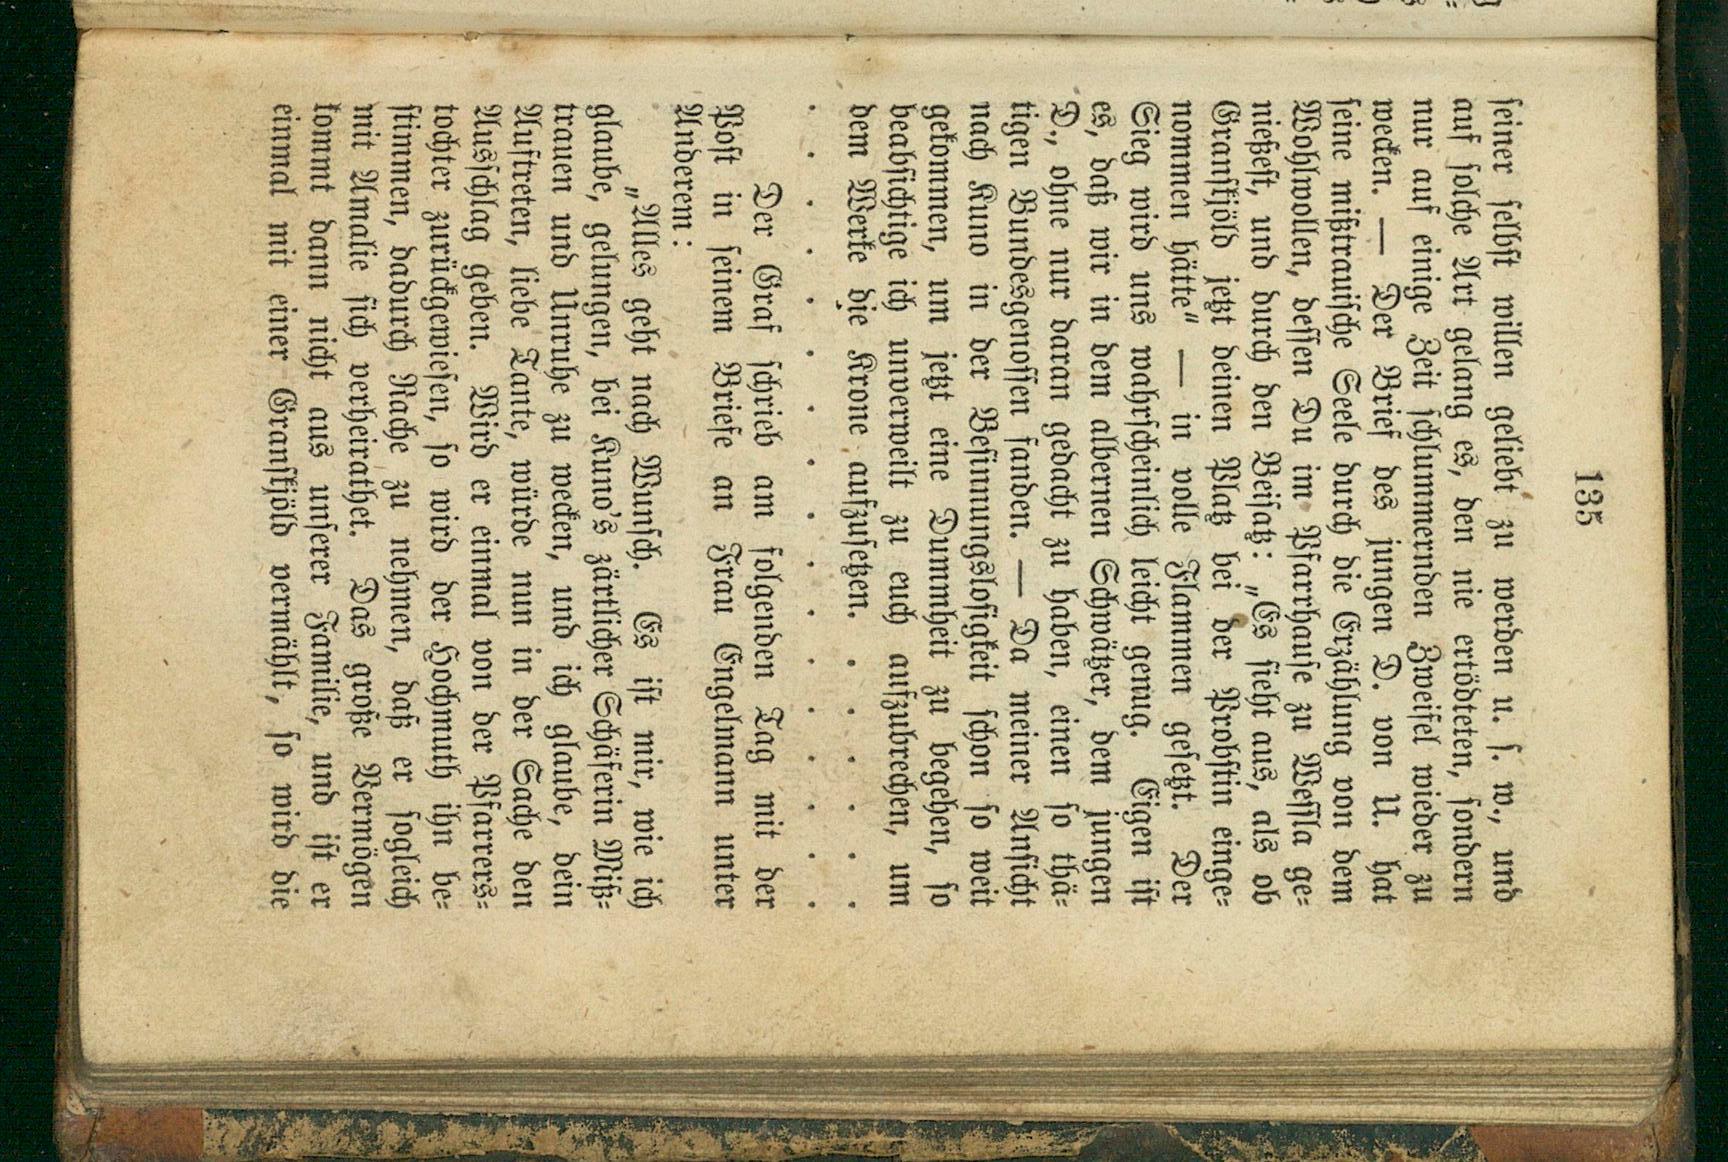 135
seiner selbst willen geliebt zu werden u. s. w., und
auf solche Art gelang es, den nie ertödteten, sondern
nur auf einige Zeit schlummernden Zweifel wieder zu
wecken. — Der Brief des jungen D. von U. hat
seine mißtrauische Seele durch die Erzählung von dem
Wohlwollen, dessen Du im Pfarrhause zu Wessla ge-
nießest, und durch den Beisatz: „Es sieht aus, als ob
Granskjöld jetzt deinen Platz bei der Probstin einge-
nommen hätte“ — in volle Flammen gesetzt. Der
Sieg wird uns wahrscheinlich leicht genug. Eigen ist
es, daß wir in dem albernen Schwätzer, dem jungen
D., ohne nur daran gedacht zu haben, einen so thä-
tigen Bundesgenossen fanden. — Da meiner Ansicht
nach Kuno in der Besinnungslosigkeit schon so weit
gekommen, um jetzt eine Dummheit zu begehen, so
beabsichtige ich unverweilt zu euch aufzubrechen, um
dem Werke die Krone aufzusetzen. . . . . . .
. . . . . . . . . . . . . . . . .
Der Graf schrieb am folgenden Tag mit der
Post in seinem Briefe an Frau Engelmann unter
Anderem:
„Alles geht nach Wunsch. Es ist mir, wie ich
glaube, gelungen, bei Kuno's zärtlicher Schäferin Miß-
trauen und Unruhe zu wecken, und ich glaube, dein
Auftreten, liebe Tante, würde nun in der Sache den
Ausschlag geben. Wird er einmal von der Pfarrers-
tochter zurückgewiesen, so wird der Hochmuth ihn be-
stimmen, dadurch Rache zu nehmen, daß er sogleich
mit Amalie sich verheirathet. Das große Vermögen
kommt dann nicht aus unserer Familie, und ist er
einmal mit einer Granskjöld vermählt, so wird die